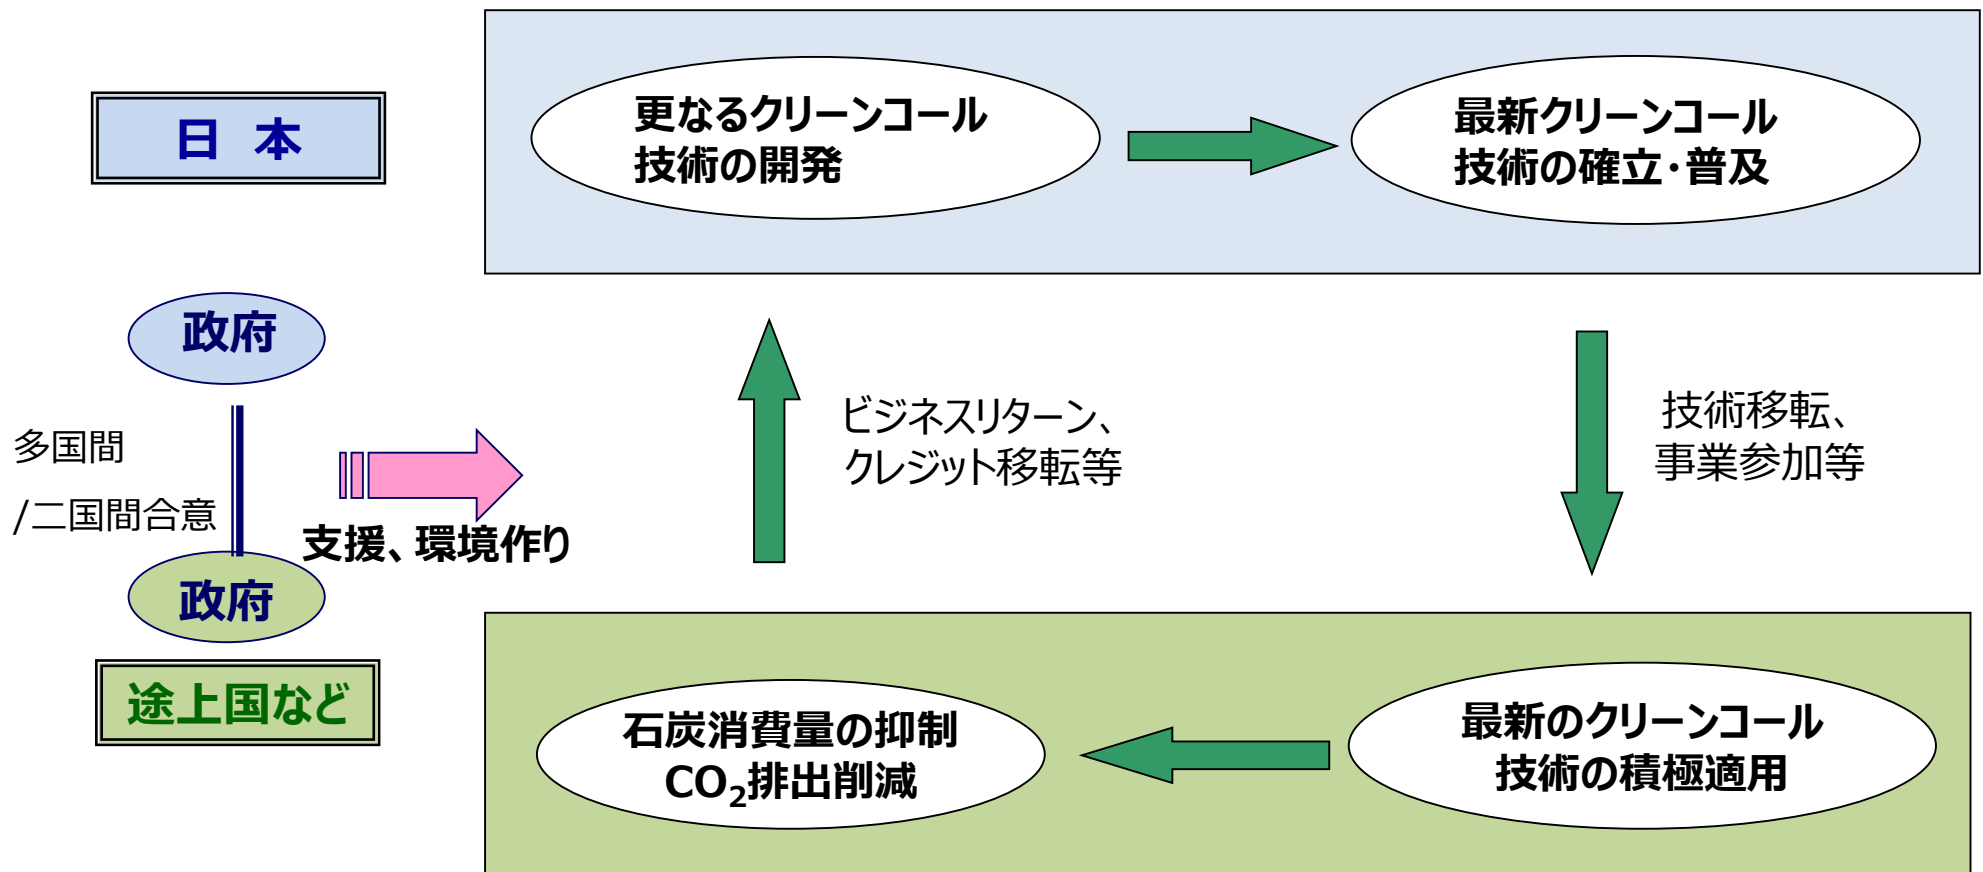 日 本
更なるクリーンコール
技術の開発
最新クリーンコール
技術の確立・普及
政府
多国間
/二国間合意
政府
支援、環境作り
ビジネスリターン、
クレジット移転等
技術移転、
事業参加等
途上国など
石炭消費量の抑制
CO₂排出削減
最新のクリーンコール
技術の積極適用